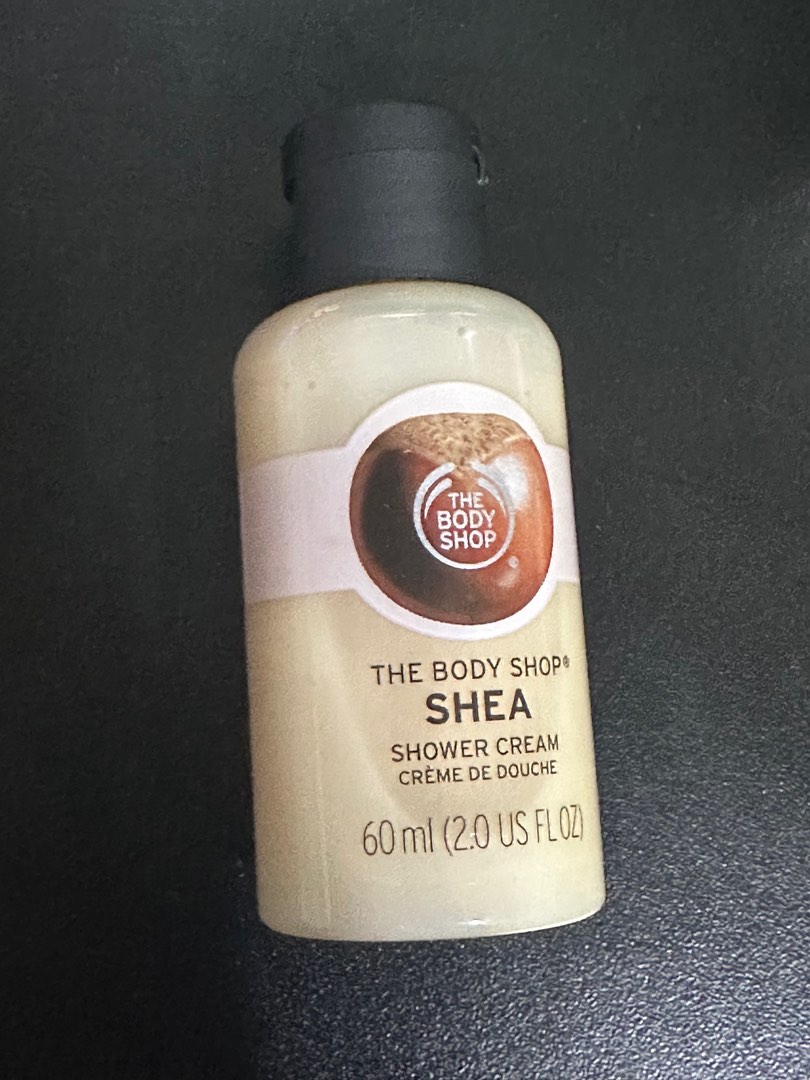 THE
BODY
SHOP
THE BODY SHOP®
SHEA
SHOWER CREAM
CRÈME DE DOUCHE
60 ml (2.0 US FL OZ)